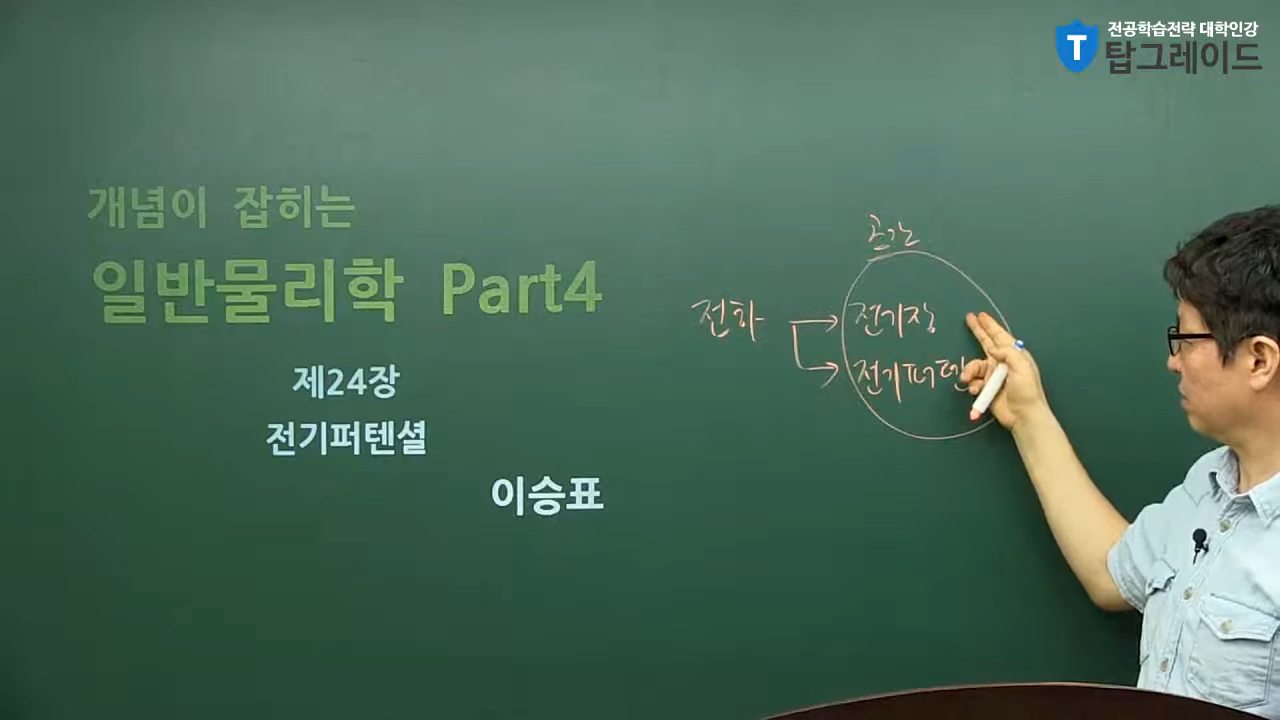 전공학습전략 대학인강
T 탑그레이드
개념이 잡히는
일반물리학 Part4
제24장
전기퍼텐셜
이승표
공간
전하
전기장
전기퍼텐